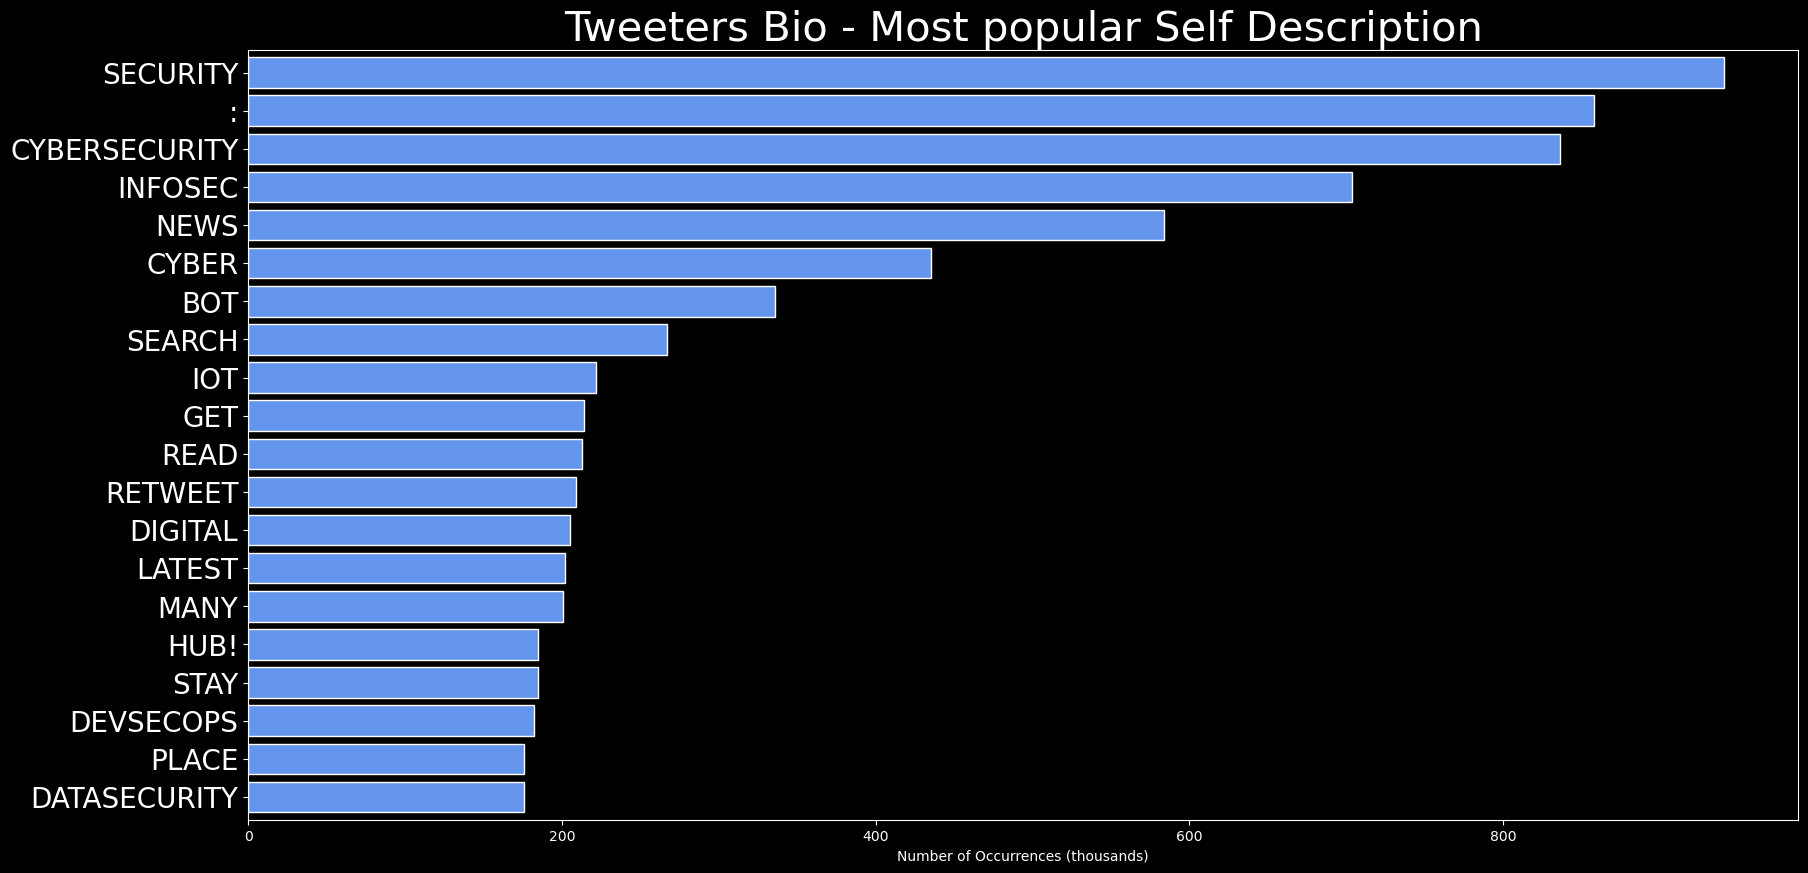 Tweeters Bio - Most popular Self Description
SECURITY
:
CYBERSECURITY
INFOSEC
NEWS
CYBER
BOT
SEARCH
IOT
GET
READ
RETWEET
DIGITAL
LATEST
MANY
HUB!
STAY
DEVSECOPS
PLACE
DATASECURITY
0 200 400 600 800
Number of Occurrences (thousands)